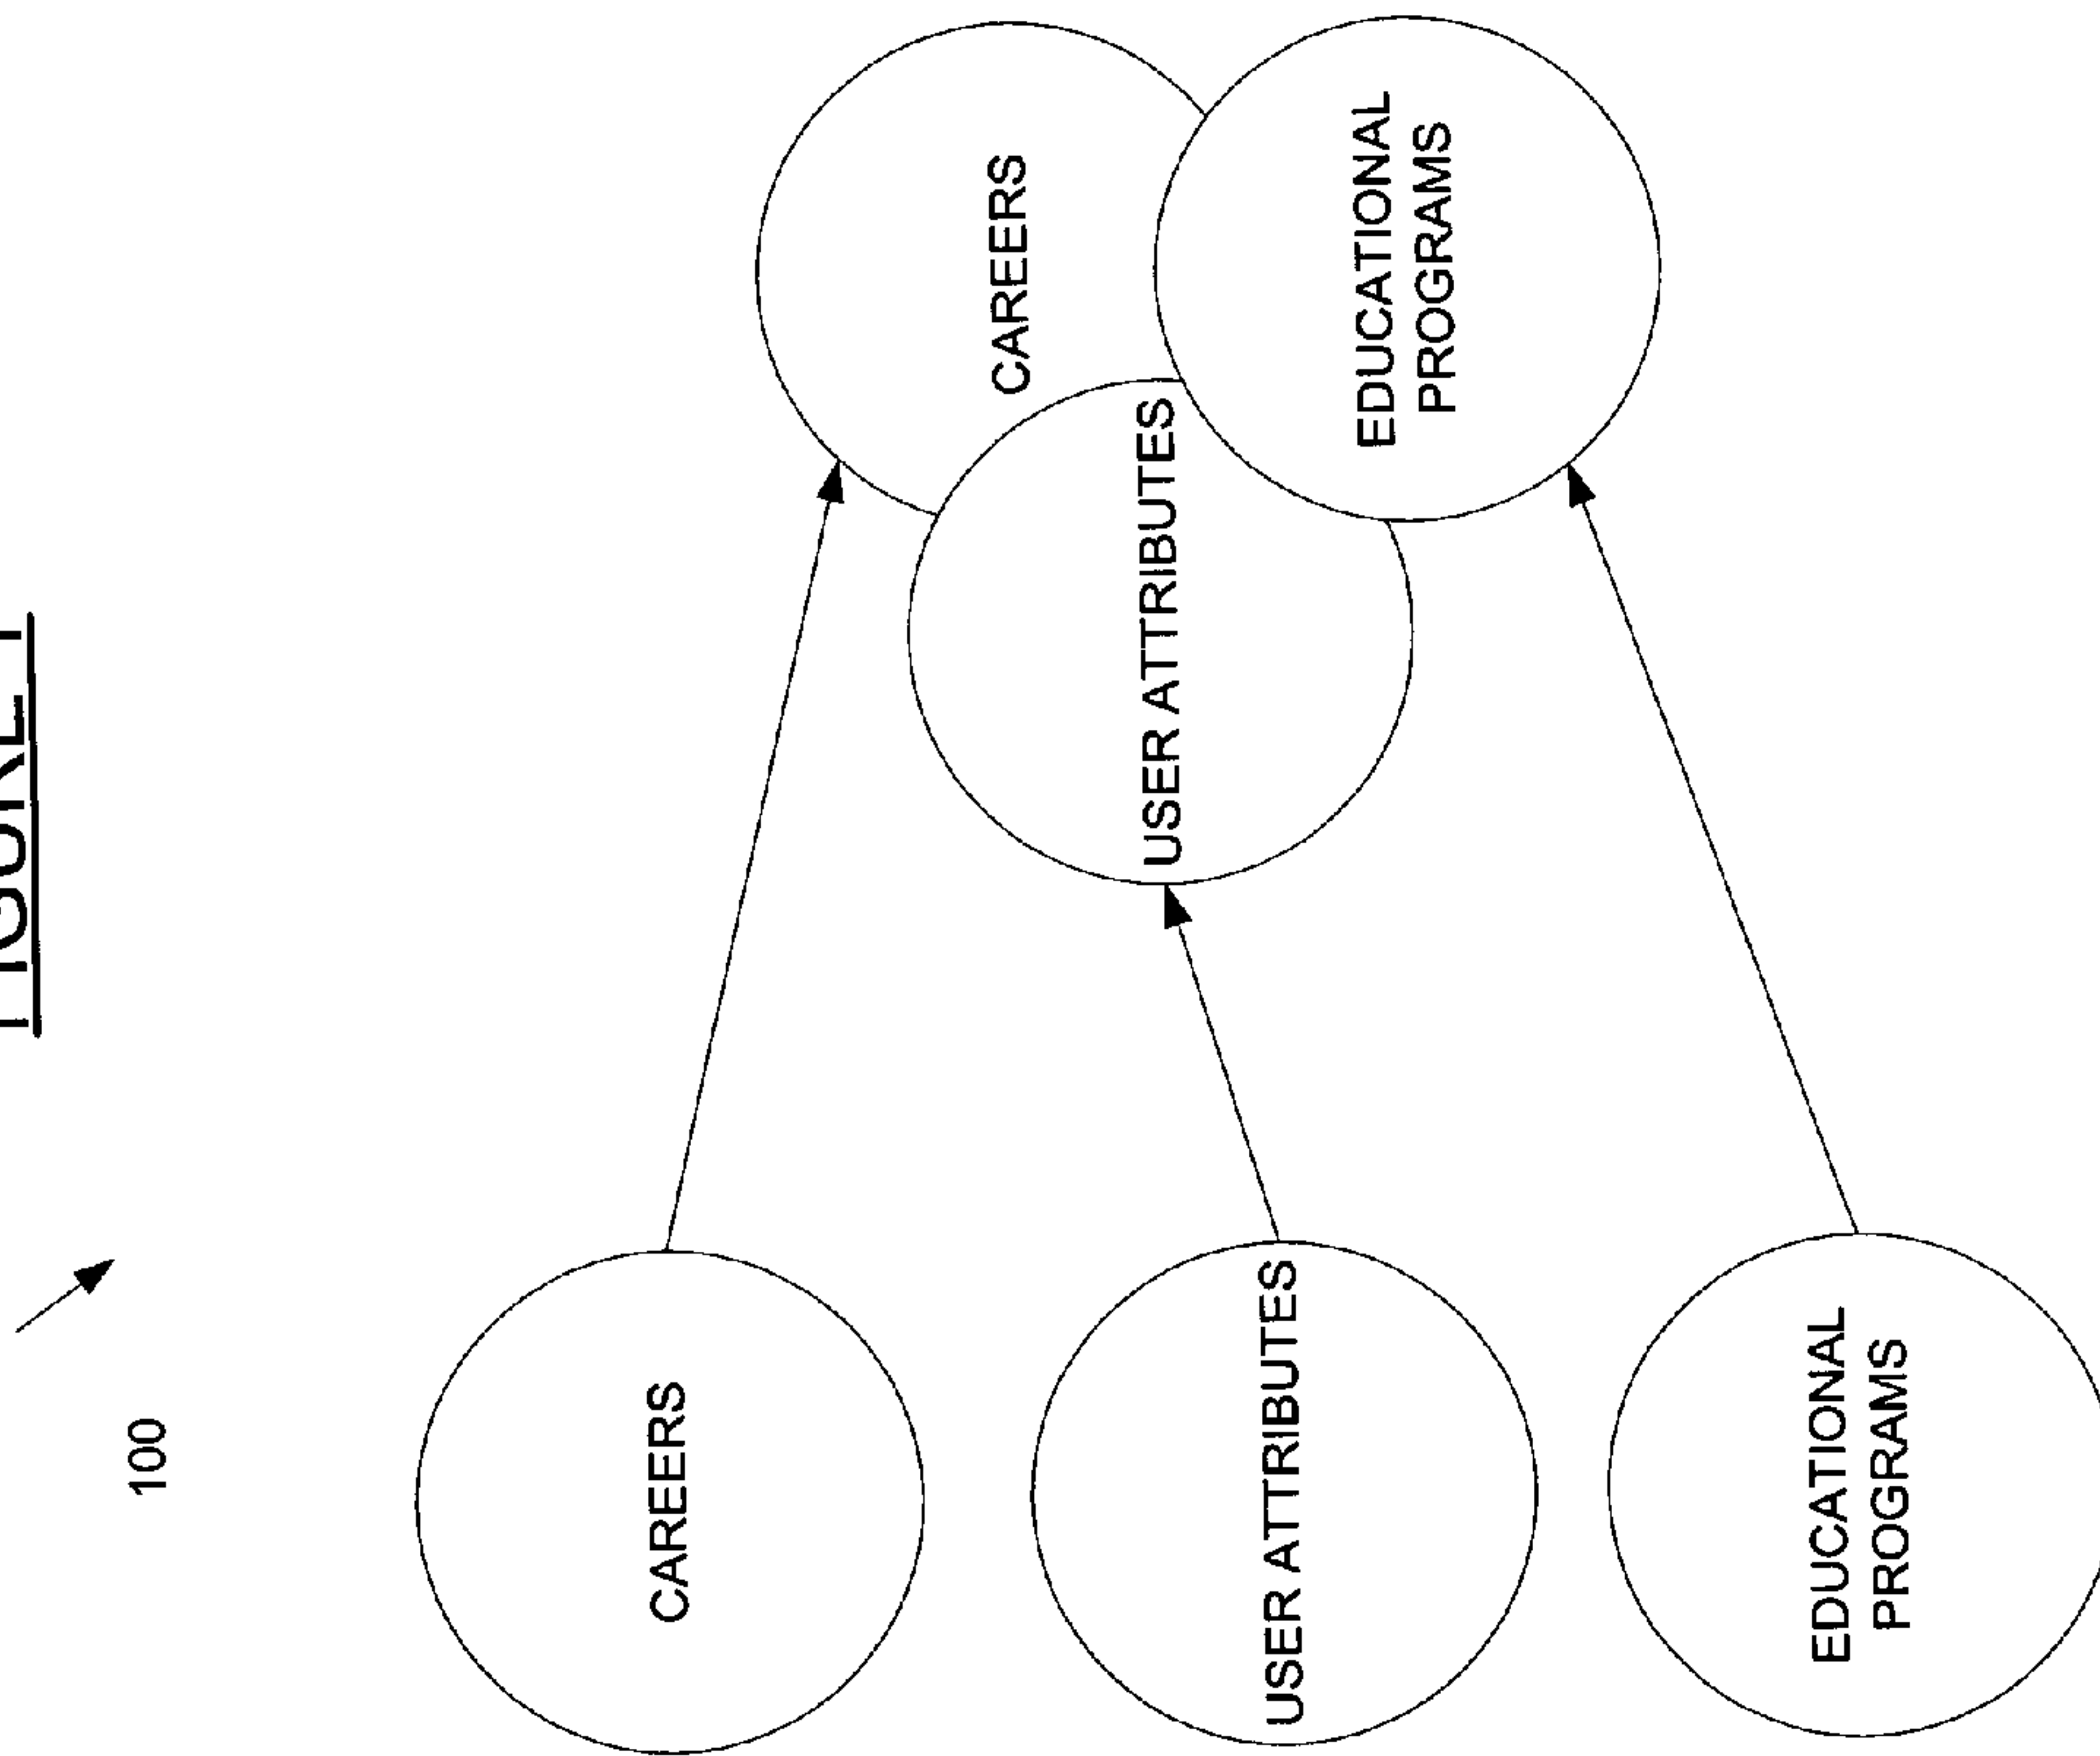 FIGURE 1
100
CAREERS
CAREERS
USER ATTRIBUTES
USER ATTRIBUTES
EDUCATIONAL
PROGRAMS
EDUCATIONAL
PROGRAMS